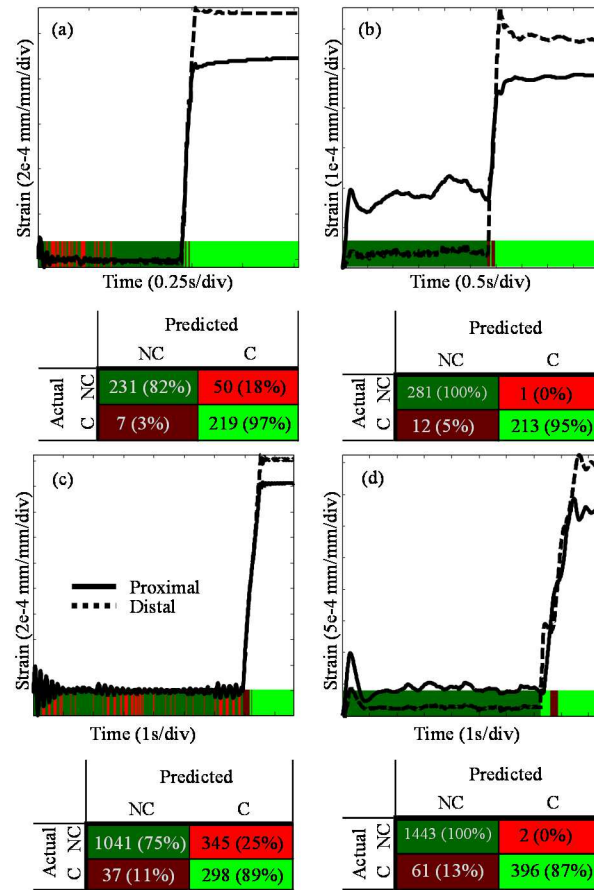 (a)
Strain (2e-4 mm/mm/div)
Time (0.25s/div)
(b)
Strain (1e-4 mm/mm/div)
Time (0.5s/div)
Predicted
NC C
Actual
NC 231 (82%) 50 (18%)
C 7 (3%) 219 (97%)
Predicted
NC C
Actual
NC 281 (100%) 1 (0%)
C 12 (5%) 213 (95%)
(c)
Strain (2e-4 mm/mm/div)
Proximal
Distal
Time (1s/div)
(d)
Strain (5e-4 mm/mm/div)
Time (1s/div)
Predicted
NC C
Actual
NC 1041 (75%) 345 (25%)
C 37 (11%) 298 (89%)
Predicted
NC C
Actual
NC 1443 (100%) 2 (0%)
C 61 (13%) 396 (87%)